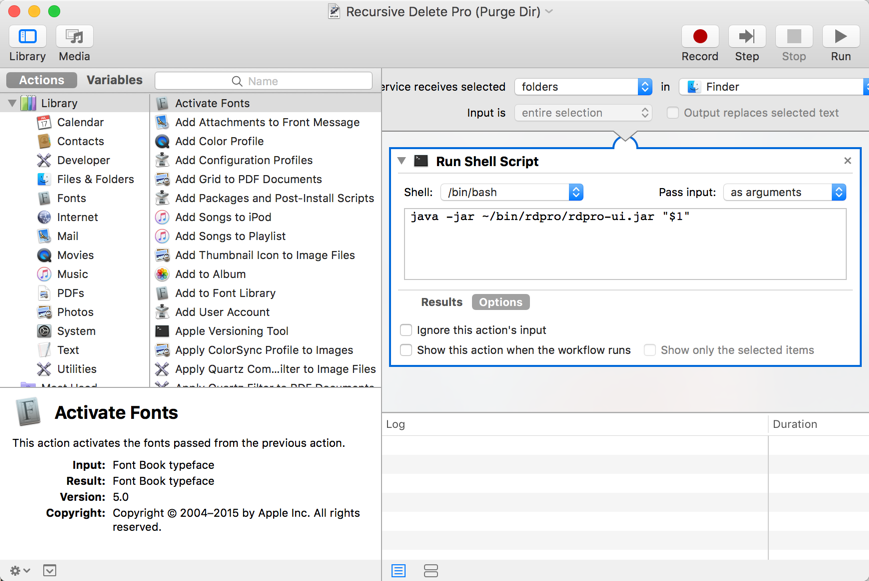 Recursive Delete Pro (Purge Dir)
Library
Media
Record
Step
Stop
Run
Actions
Variables
Name
Library
Calendar
Contacts
Developer
Files & Folders
Fonts
Internet
Mail
Movies
Music
PDFs
Photos
System
Text
Utilities
Most Used
Activate Fonts
Add Attachments to Front Message
Add Color Profile
Add Configuration Profiles
Add Grid to PDF Documents
Add Packages and Post-Install Scripts
Add Songs to iPod
Add Songs to Playlist
Add Thumbnail Icon to Image Files
Add to Album
Add to Font Library
Add User Account
Apple Versioning Tool
Apply ColorSync Profile to Images
Apply Quartz Com...ilter to Image Files
Apply Quartz Filter to PDF Documents
ervice receives selected folders in Finder
Input is entire selection Output replaces selected text
Run Shell Script
Shell: /bin/bash Pass input: as arguments
java -jar ~/bin/rdpro/rdpro-ui.jar "$1"
Results Options
Ignore this action's input
Show this action when the workflow runs Show only the selected items
Activate Fonts
This action activates the fonts passed from the previous action.
Input: Font Book typeface
Result: Font Book typeface
Version: 5.0
Copyright: Copyright © 2004–2015 by Apple Inc. All rights
reserved.
Log Duration